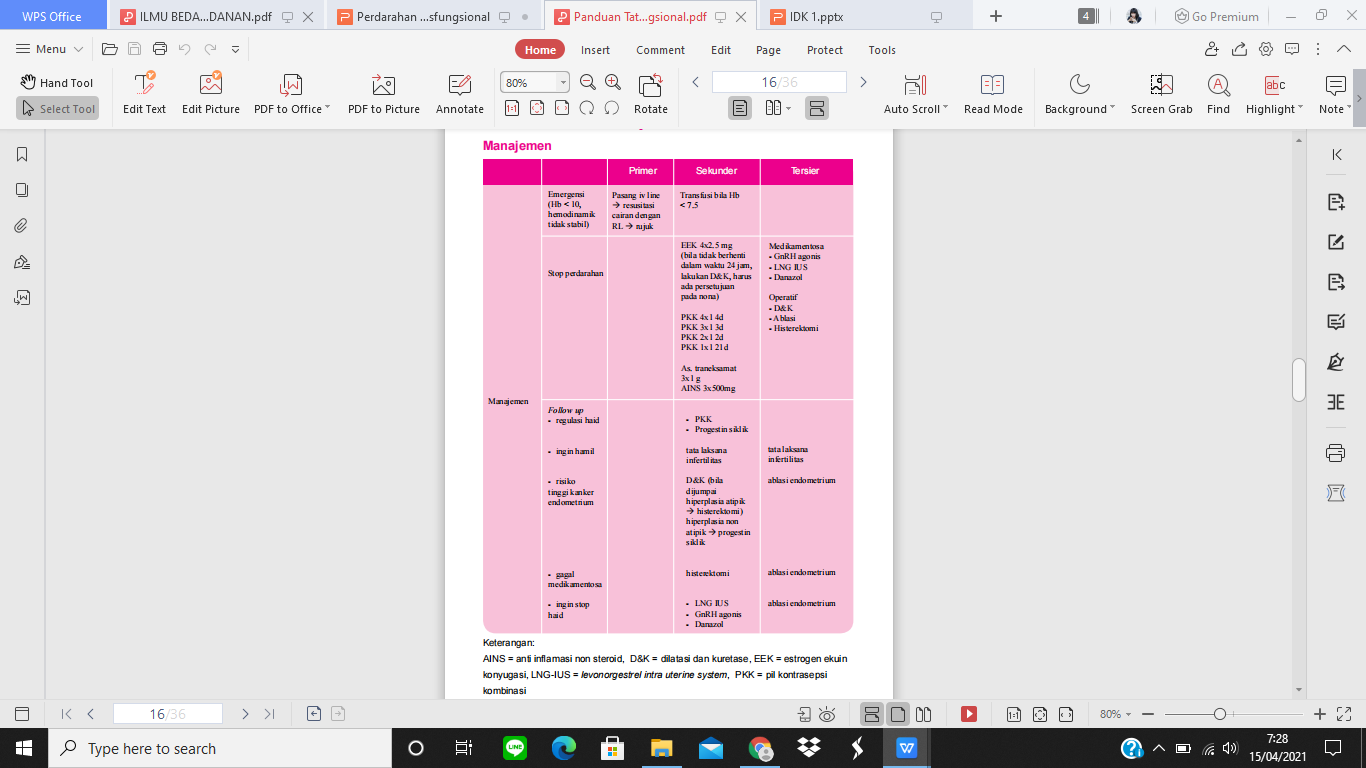 WPS Office
ILMU BEDA...DANAN.pdf
Perdarahan ...sfungsional
Panduan Tat...gsional.pdf
IDK 1.pptx
4
Go Premium
Menu
Home
Insert
Comment
Edit
Page
Protect
Tools
Hand Tool
Select Tool
Edit Text
Edit Picture
PDF to Office
PDF to Picture
Annotate
80%
1:1
Rotate
16/36
Auto Scroll
Read Mode
Background
Screen Grab
Find
abc
Highlight
Note
Manajemen
Primer
Sekunder
Tersier
Manajemen
Emergensi
(Hb < 10,
hemodinamik
tidak stabil)
Pasang iv line
→ resusitasi
cairan dengan
RL → rujuk
Transfusi bila Hb
< 7.5
Stop perdarahan
EEK 4x2,5 mg
(bila tidak berhenti
dalam waktu 24 jam,
lakukan D&K, harus
ada persetujuan
pada nona)
PKK 4x1 4d
PKK 3x1 3d
PKK 2x1 2d
PKK 1x1 21d
As. traneksamat
3x1 g
AINS 3x500mg
Medikamentosa
- GnRH agonis
- LNG IUS
- Danazol
Operatif
- D&K
- Ablasi
- Histerektomi
Follow up
- regulasi haid
- PKK
- Progestin siklik
- ingin hamil
tata laksana
infertilitas
tata laksana
infertilitas
- risiko
tinggi kanker
endometrium
D&K (bila
dijumpai
hiperplasia atipik
→ histerektomi)
hiperplasia non
atipik → progestin
siklik
ablasi endometrium
- gagal
medikamentosa
histerektomi
ablasi endometrium
- ingin stop
haid
- LNG IUS
- GnRH agonis
- Danazol
ablasi endometrium
Keterangan:
AINS = anti inflamasi non steroid, D&K = dilatasi dan kuretase, EEK = estrogen ekuin
konyugasi, LNG-IUS = levonorgestrel intra uterine system, PKK = pil kontrasepsi
kombinasi
16/36
1:1
80%
Type here to search
LINE
7:28
15/04/2021